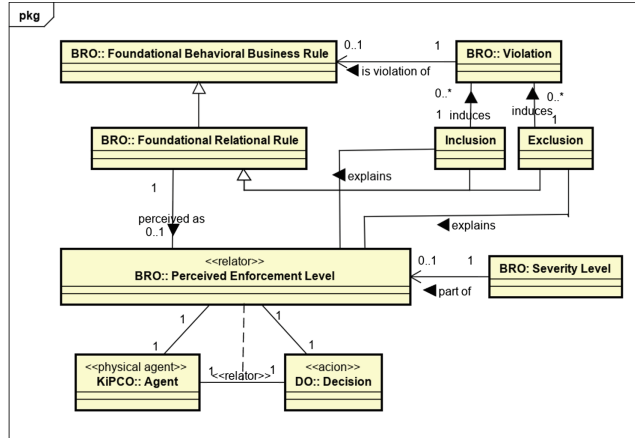 pkg
BRO:: Foundational Behavioral Business Rule
0..1
1
BRO:: Violation
is violation of
0..*
0..*
1
induces
induces
1
BRO:: Foundational Relational Rule
Inclusion
Exclusion
explains
1
perceived as
0..1
explains
<<relator>>
BRO:: Perceived Enforcement Level
0..1
1
BRO: Severity Level
part of
1
1
1
1
<<physical agent>>
KiPCO:: Agent
1
<<relator>>
1
<<acion>>
DO:: Decision